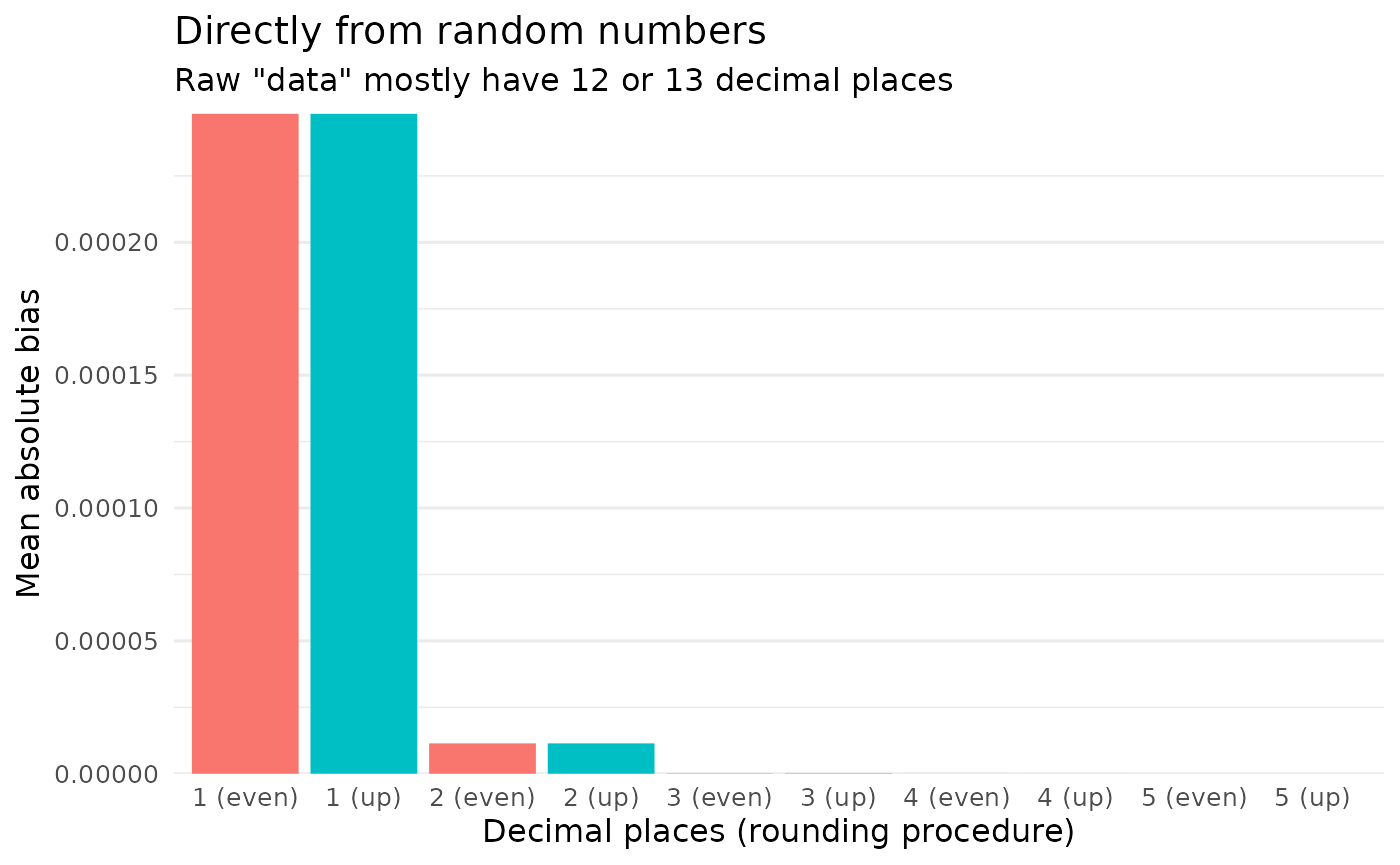 Directly from random numbers
Raw "data" mostly have 12 or 13 decimal places
Mean absolute bias
0.00020
0.00015
0.00010
0.00005
0.00000
1 (even) 1 (up) 2 (even) 2 (up) 3 (even) 3 (up) 4 (even) 4 (up) 5 (even) 5 (up)
Decimal places (rounding procedure)